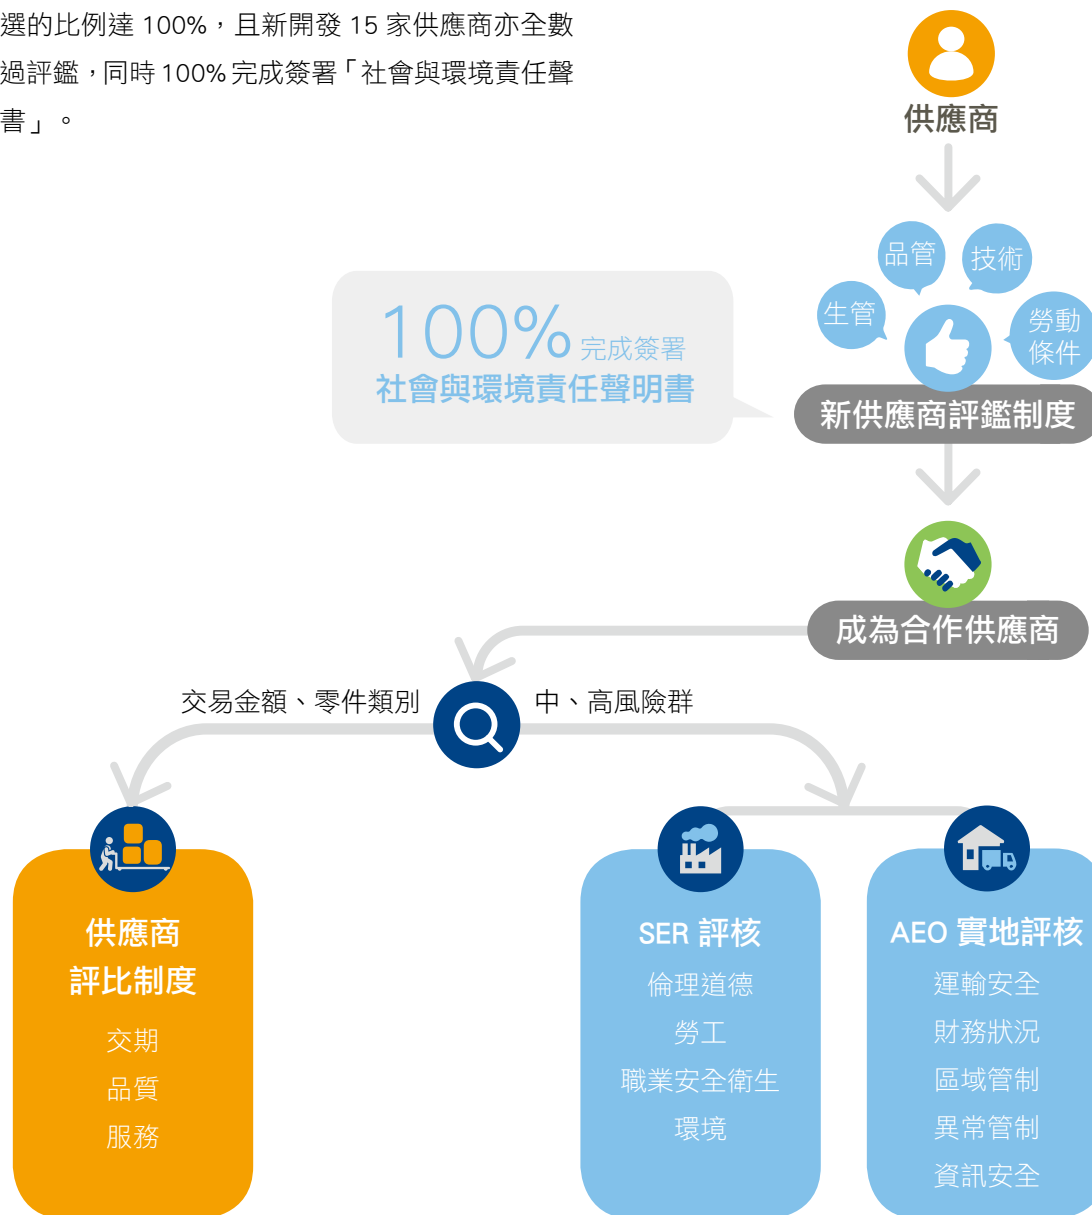 選的比例達 100%，且新開發 15 家供應商亦全數
過評鑑，同時 100% 完成簽署「社會與環境責任聲
書」。
供應商
品管
技術
生管
勞動
條件
100% 完成簽署
社會與環境責任聲明書
新供應商評鑑制度
成為合作供應商
交易金額、零件類別
中、高風險群
供應商
評比制度
交期
品質
服務
SER 評核
倫理道德
勞工
職業安全衛生
環境
AEO 實地評核
運輸安全
財務狀況
區域管制
異常管制
資訊安全